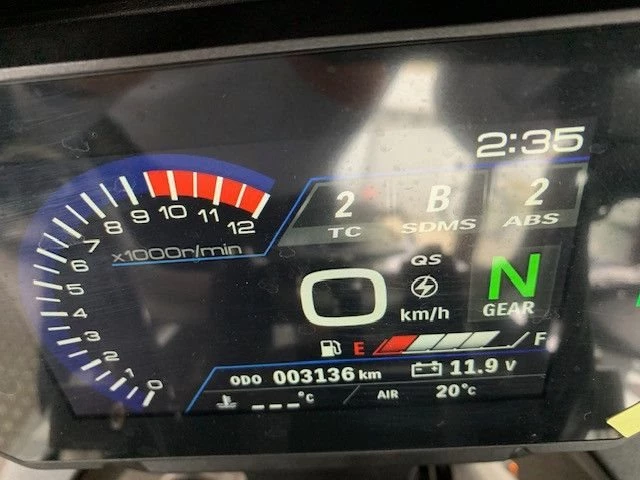 2:35
2 B 2
TC SDMS ABS
12
11
10
9
8
7
6
5
4
3
2
1
0
x1000r/min
QS
0 km/h
N
GEAR
E F
ODO 003136 km 11.9 V
---°C AIR 20°C